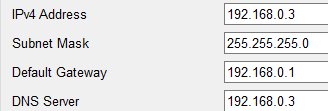 IPv4 Address 192.168.0.3
Subnet Mask 255.255.255.0
Default Gateway 192.168.0.1
DNS Server 192.168.0.3